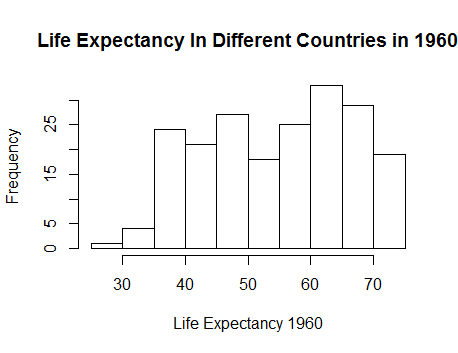 Life Expectancy In Different Countries in 1960
Frequency
25
15
5
0
30 40 50 60 70
Life Expectancy 1960